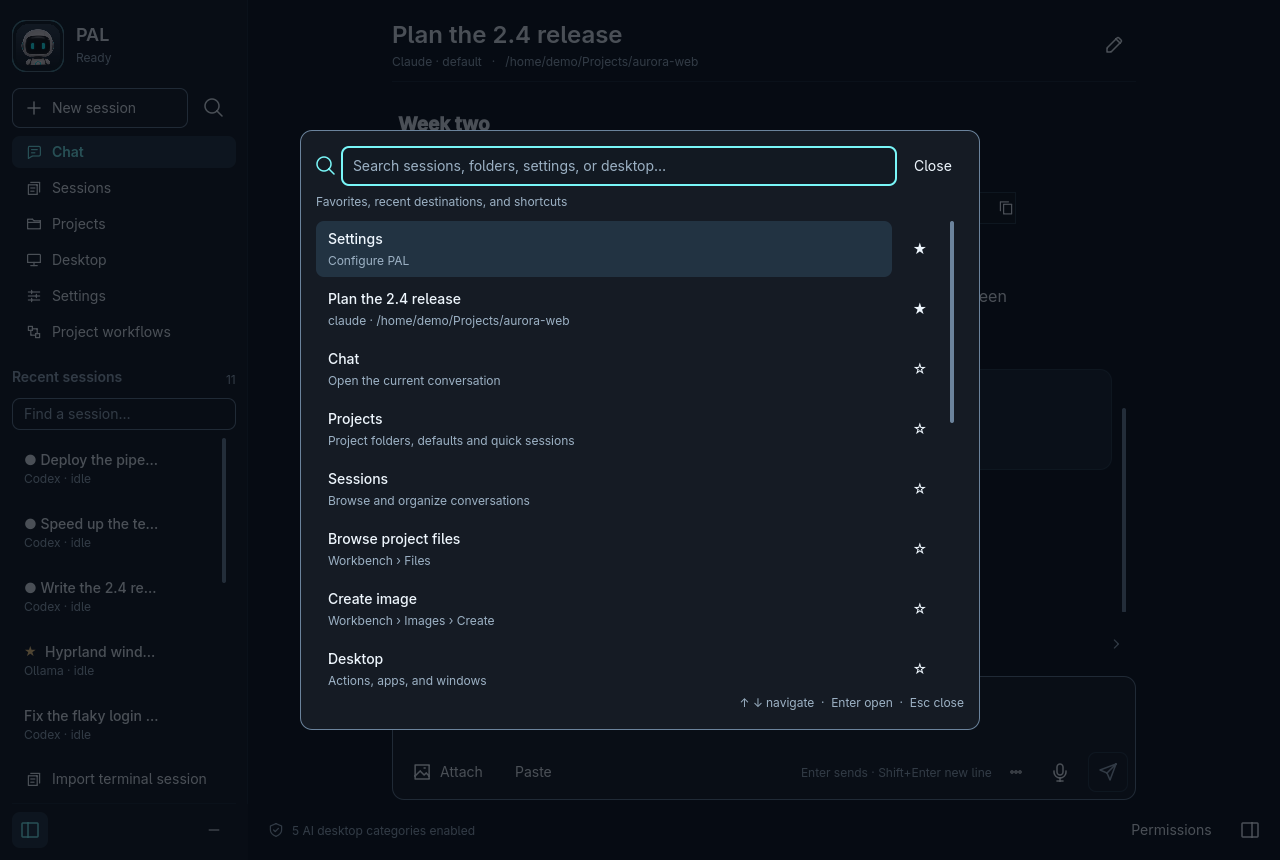 PAL
Ready
New session
Chat
Sessions
Projects
Desktop
Settings
Project workflows
Recent sessions 11
Find a session...
Deploy the pipe...
Codex · idle
Speed up the te...
Codex · idle
Write the 2.4 re...
Codex · idle
★ Hyprland wind...
Ollama · idle
Fix the flaky login ...
Codex · idle
Import terminal session
Plan the 2.4 release
Claude · default · /home/demo/Projects/aurora-web
Week two
Search sessions, folders, settings, or desktop...
Close
Favorites, recent destinations, and shortcuts
Settings
Configure PAL
Plan the 2.4 release
claude · /home/demo/Projects/aurora-web
Chat
Open the current conversation
Projects
Project folders, defaults and quick sessions
Sessions
Browse and organize conversations
Browse project files
Workbench › Files
Create image
Workbench › Images › Create
Desktop
Actions, apps, and windows
↑ ↓ navigate · Enter open · Esc close
Attach
Paste
Enter sends · Shift+Enter new line
5 AI desktop categories enabled
Permissions